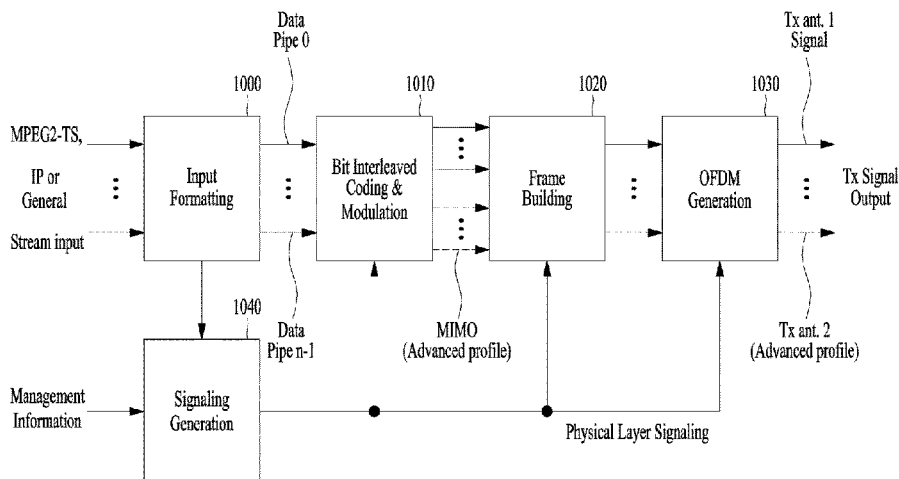 Data
Pipe 0
Tx ant. 1
Signal
1000
1010
1020
1030
MPEG2-TS,
IP or
General
Stream input
Input
Formatting
Bit Interleaved
Coding &
Modulation
Frame
Building
OFDM
Generation
Tx Signal
Output
1040
Data
Pipe n-1
MIMO
(Advanced profile)
Tx ant. 2
(Advanced profile)
Management
Information
Signaling
Generation
Physical Layer Signaling